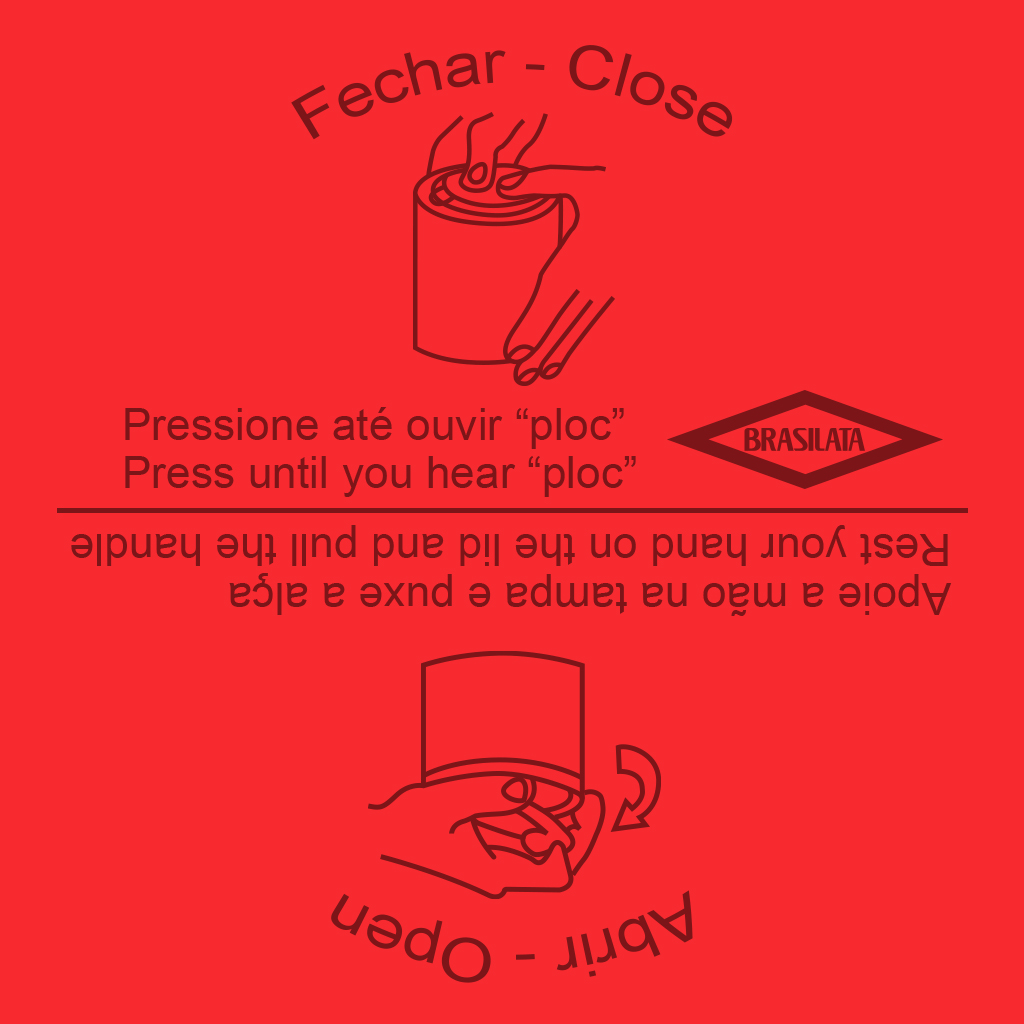 Fechar - Close
Pressione até ouvir “ploc”
Press until you hear “ploc”
BRASILATA
Abrir - Open
Apoie a mão na tampa e puxe a alça
Rest your hand on the lid and pull the handle